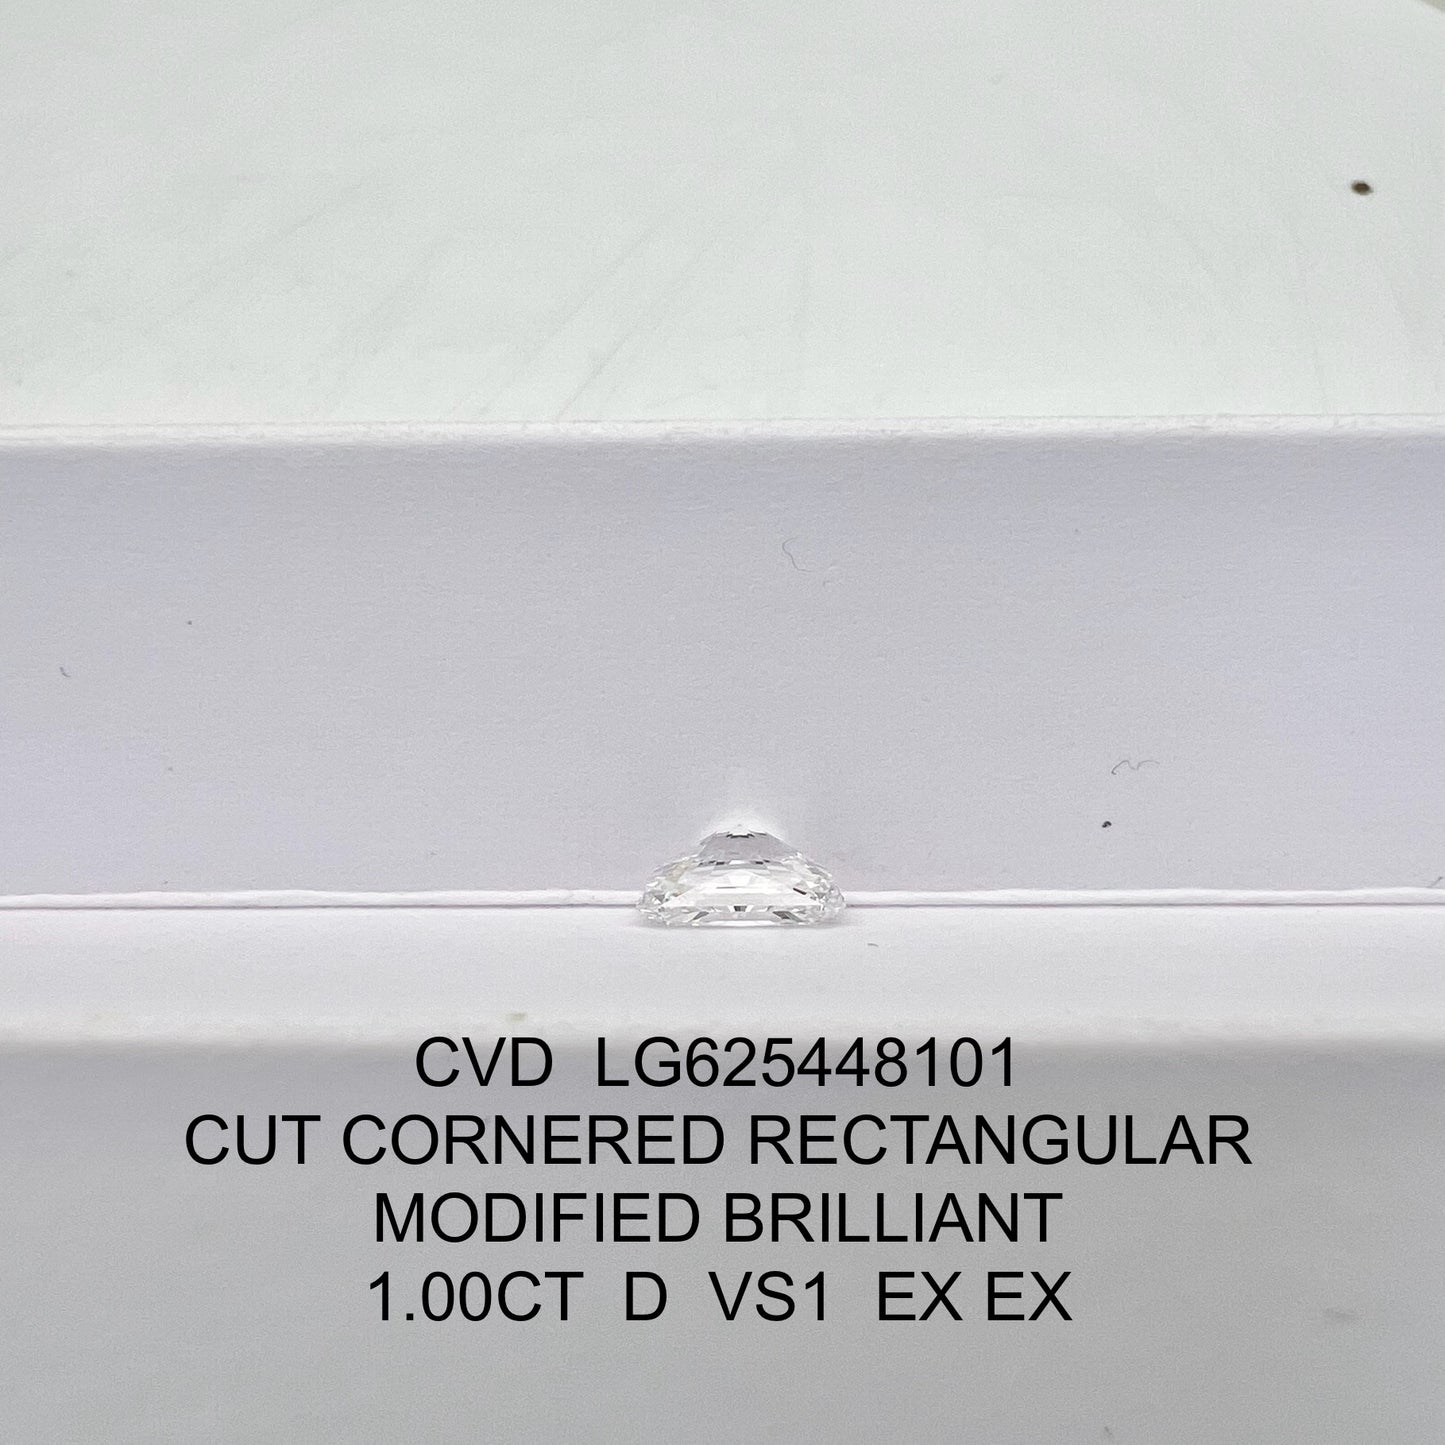 CVD LG625448101
CUT CORNERED RECTANGULAR
MODIFIED BRILLIANT
1.00CT D VS1 EX EX